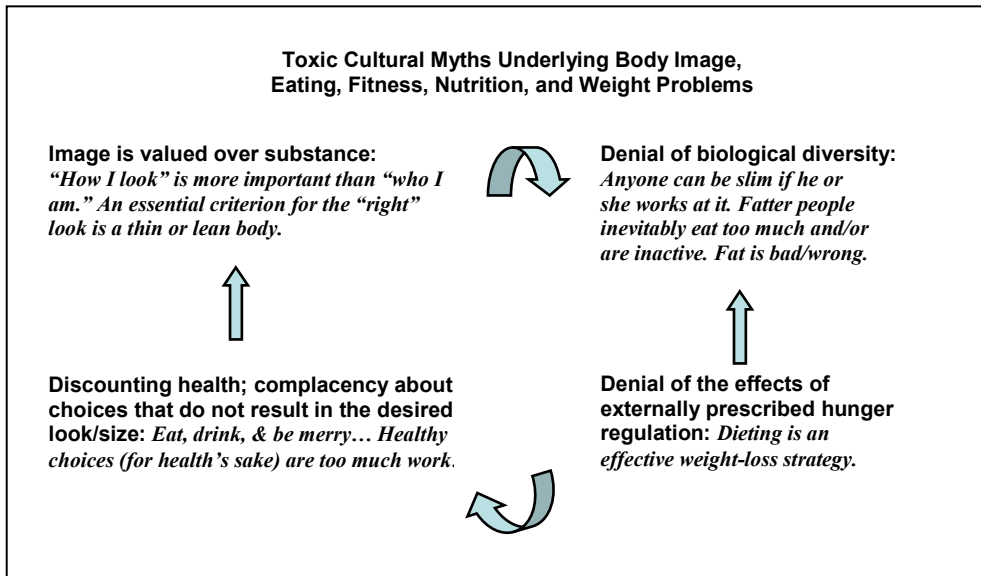 Toxic Cultural Myths Underlying Body Image,
Eating, Fitness, Nutrition, and Weight Problems
Image is valued over substance:
“How I look” is more important than “who I
am.” An essential criterion for the “right”
look is a thin or lean body.
Denial of biological diversity:
Anyone can be slim if he or
she works at it. Fatter people
inevitably eat too much and/or
are inactive. Fat is bad/wrong.
Discounting health; complacency about
choices that do not result in the desired
look/size: Eat, drink, & be merry… Healthy
choices (for health’s sake) are too much work.
Denial of the effects of
externally prescribed hunger
regulation: Dieting is an
effective weight-loss strategy.